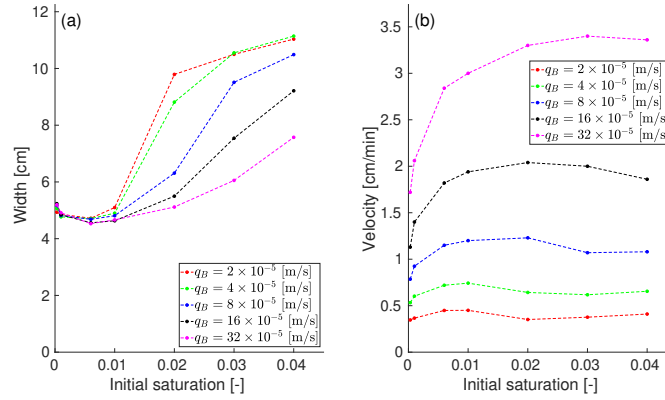 (a)
12
10
8
6
4
2
0
Width [cm]
0
0.01
0.02
0.03
0.04
Initial saturation [-]
q_B = 2 × 10^-5 [m/s]
q_B = 4 × 10^-5 [m/s]
q_B = 8 × 10^-5 [m/s]
q_B = 16 × 10^-5 [m/s]
q_B = 32 × 10^-5 [m/s]
(b)
3.5
3
2.5
2
1.5
1
0.5
0
Velocity [cm/min]
0
0.01
0.02
0.03
0.04
Initial saturation [-]
q_B = 2 × 10^-5 [m/s]
q_B = 4 × 10^-5 [m/s]
q_B = 8 × 10^-5 [m/s]
q_B = 16 × 10^-5 [m/s]
q_B = 32 × 10^-5 [m/s]